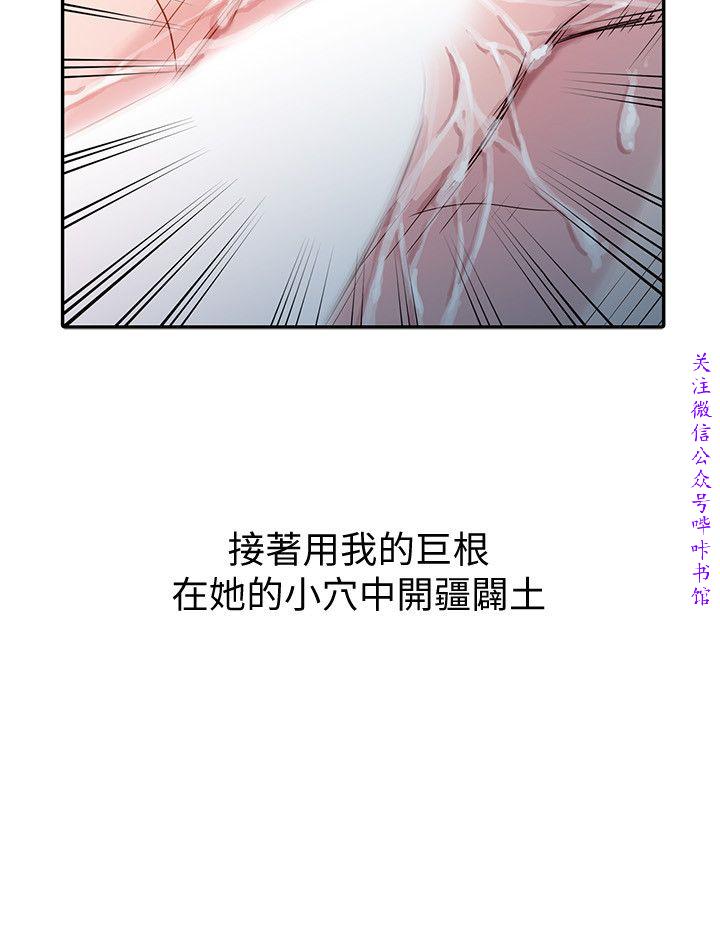 接著用我的巨根
在她的小穴中開疆闢土
关注微信公众号哔咔书馆